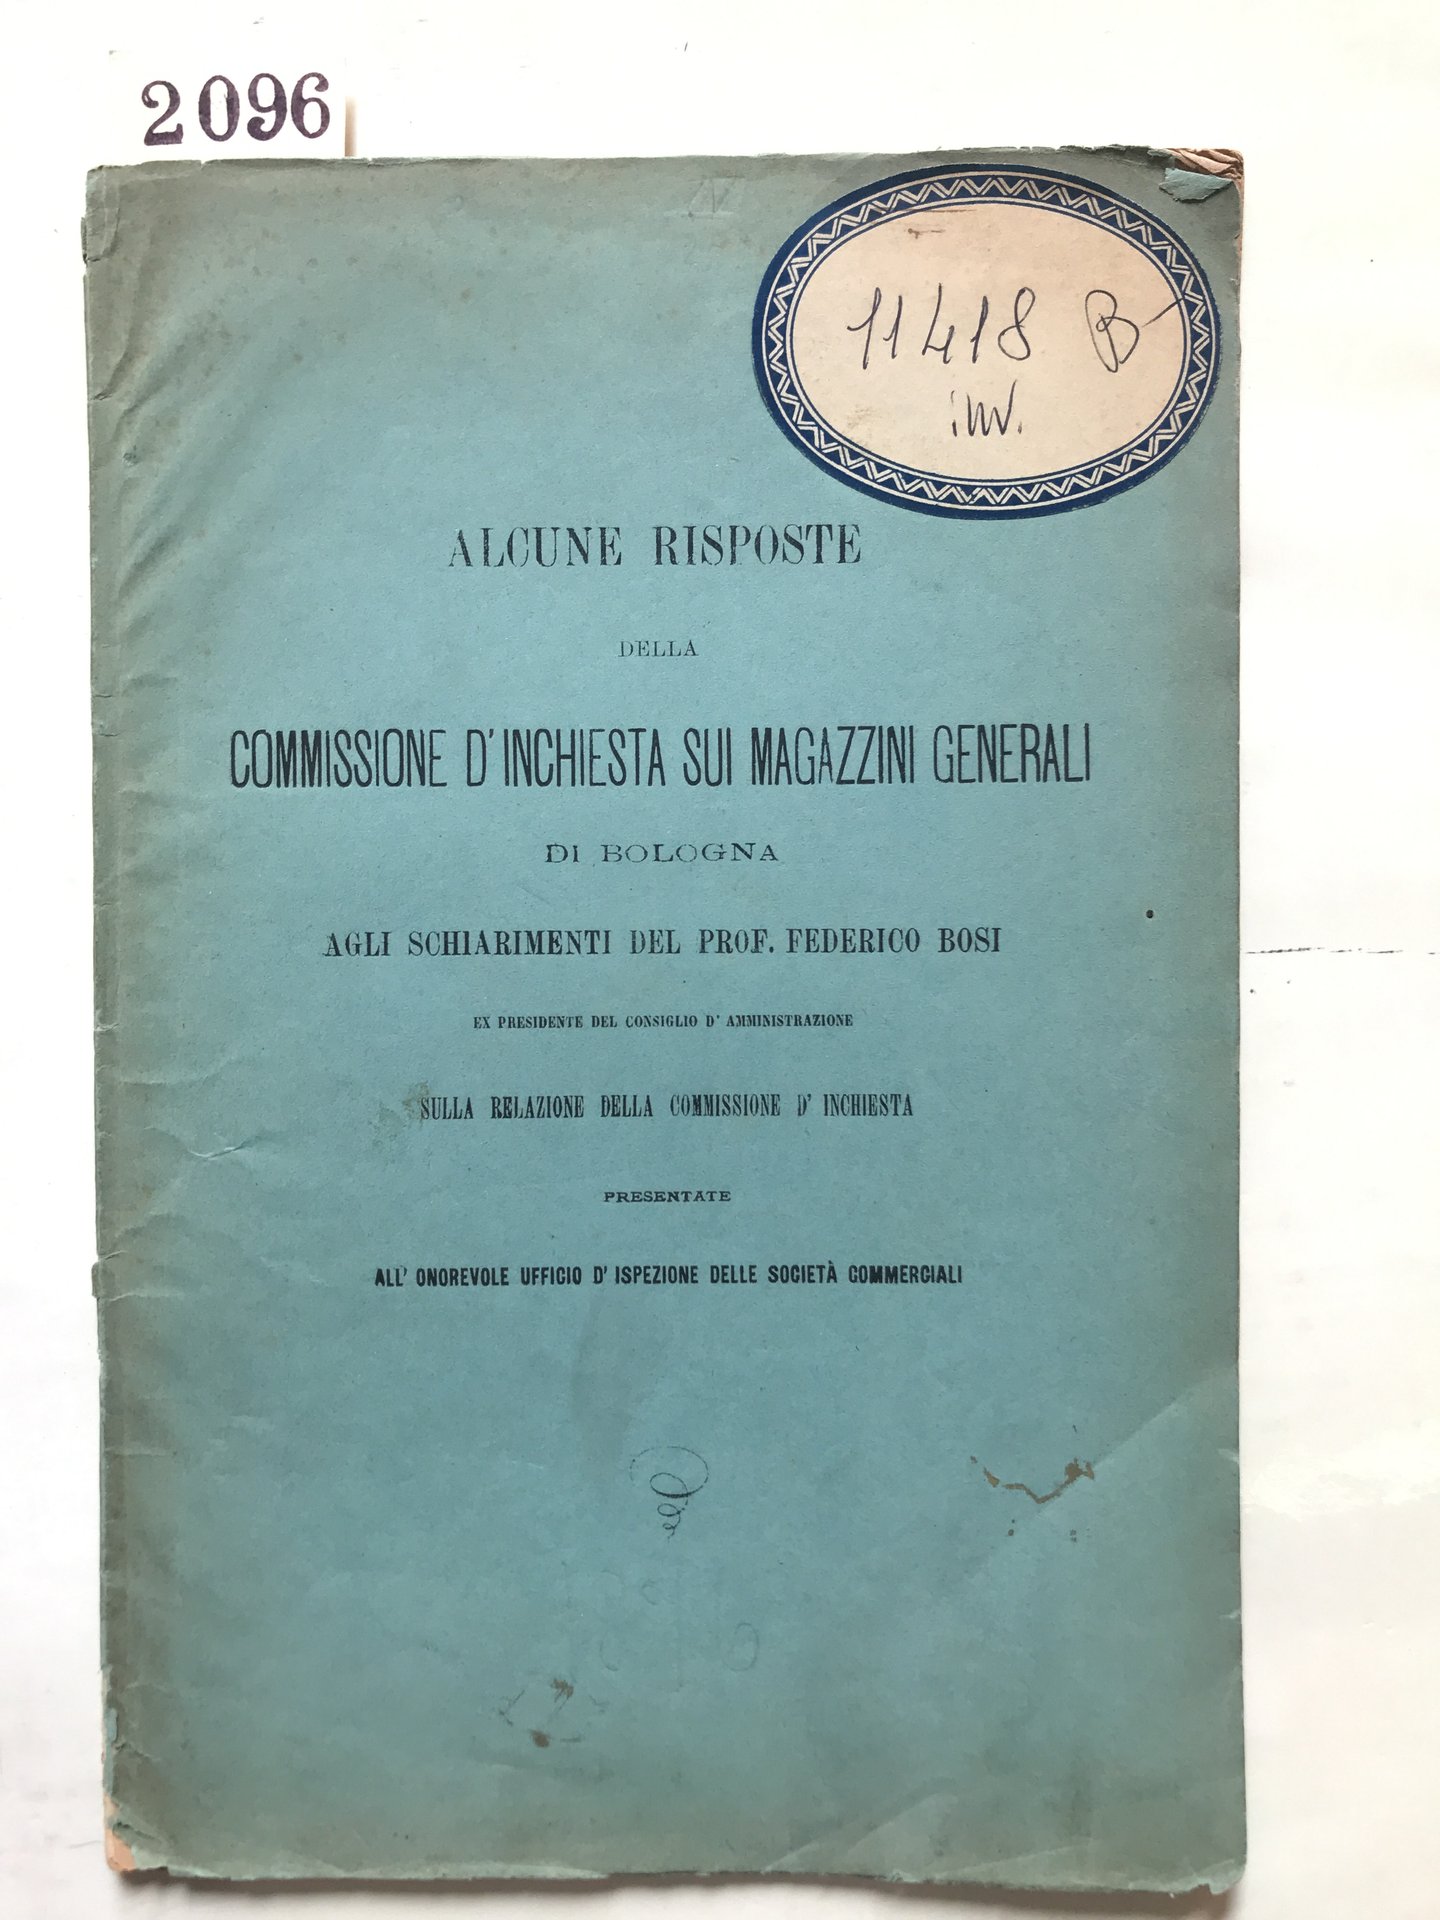 2096
11418 B
inv.
ALCUNE RISPOSTE
DELLA
COMMISSIONE D'INCHIESTA SUI MAGAZZINI GENERALI
DI BOLOGNA
AGLI SCHIARIMENTI DEL PROF. FEDERICO BOSI
EX PRESIDENTE DEL CONSIGLIO D' AMMINISTRAZIONE
SULLA RELAZIONE DELLA COMMISSIONE D' INCHIESTA
PRESENTATE
ALL' ONOREVOLE UFFICIO D' ISPEZIONE DELLE SOCIETÀ COMMERCIALI